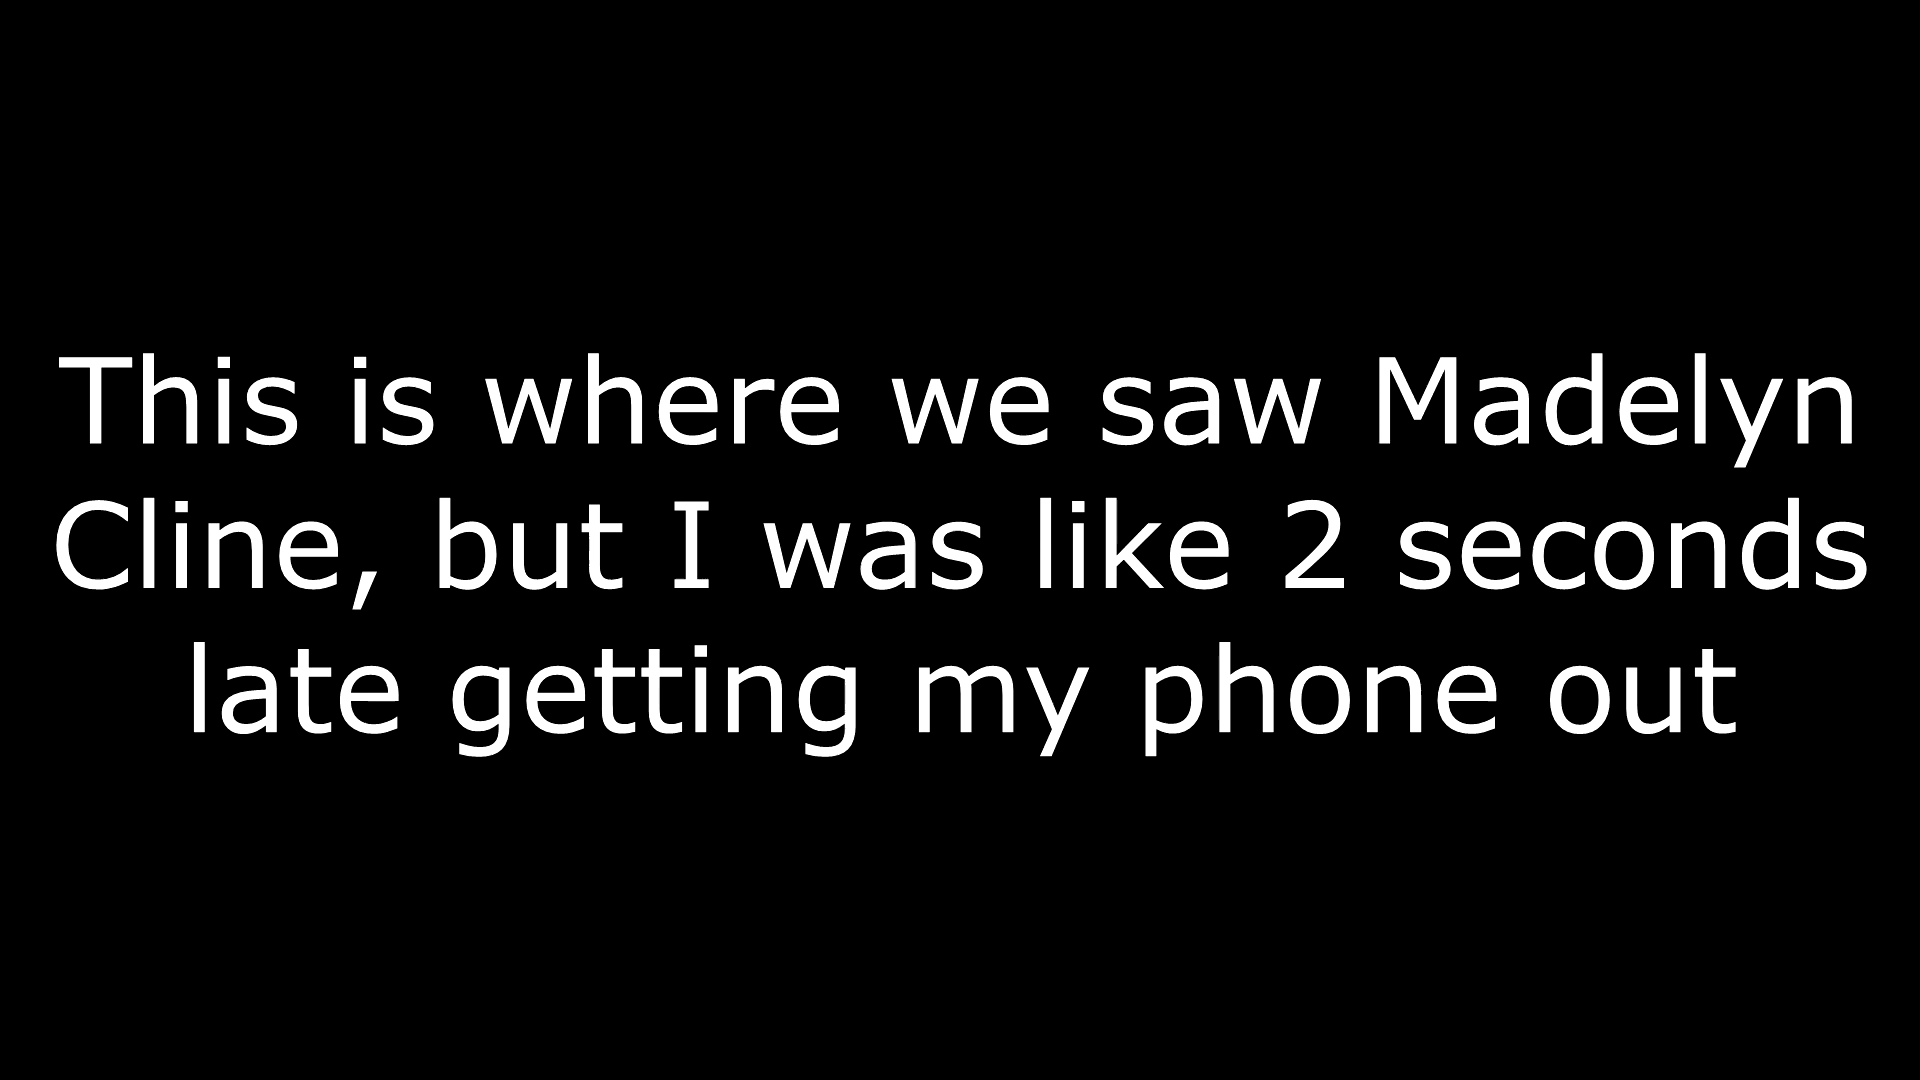 This is where we saw Madelyn
Cline, but I was like 2 seconds
late getting my phone out